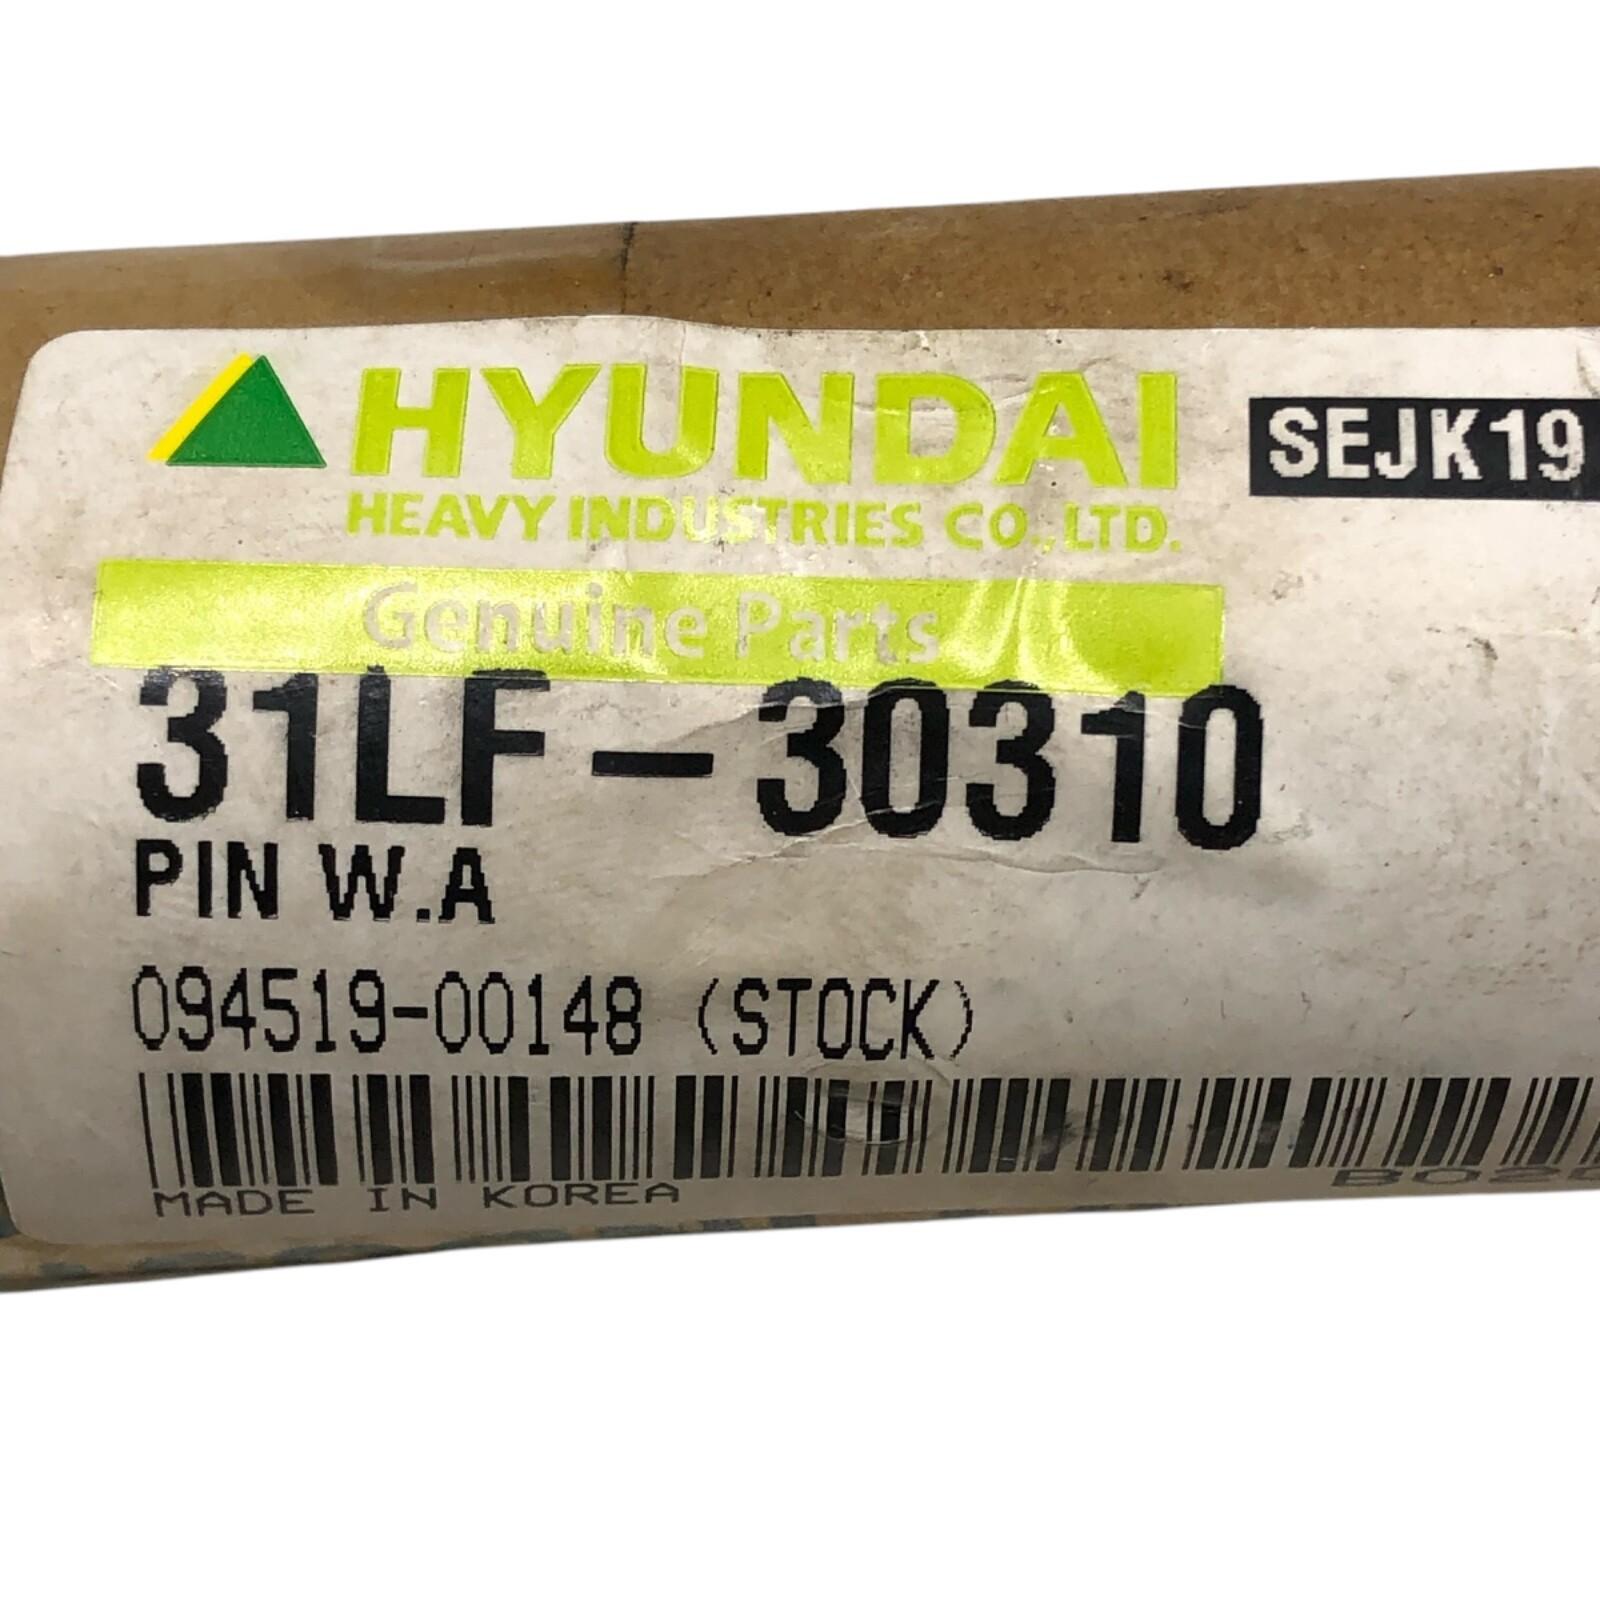 HYUNDAI
SEJK19
HEAVY INDUSTRIES CO.,LTD.
Genuine Parts
31LF-30310
PIN W.A
094519-00148 (STOCK)
MADE IN KOREA